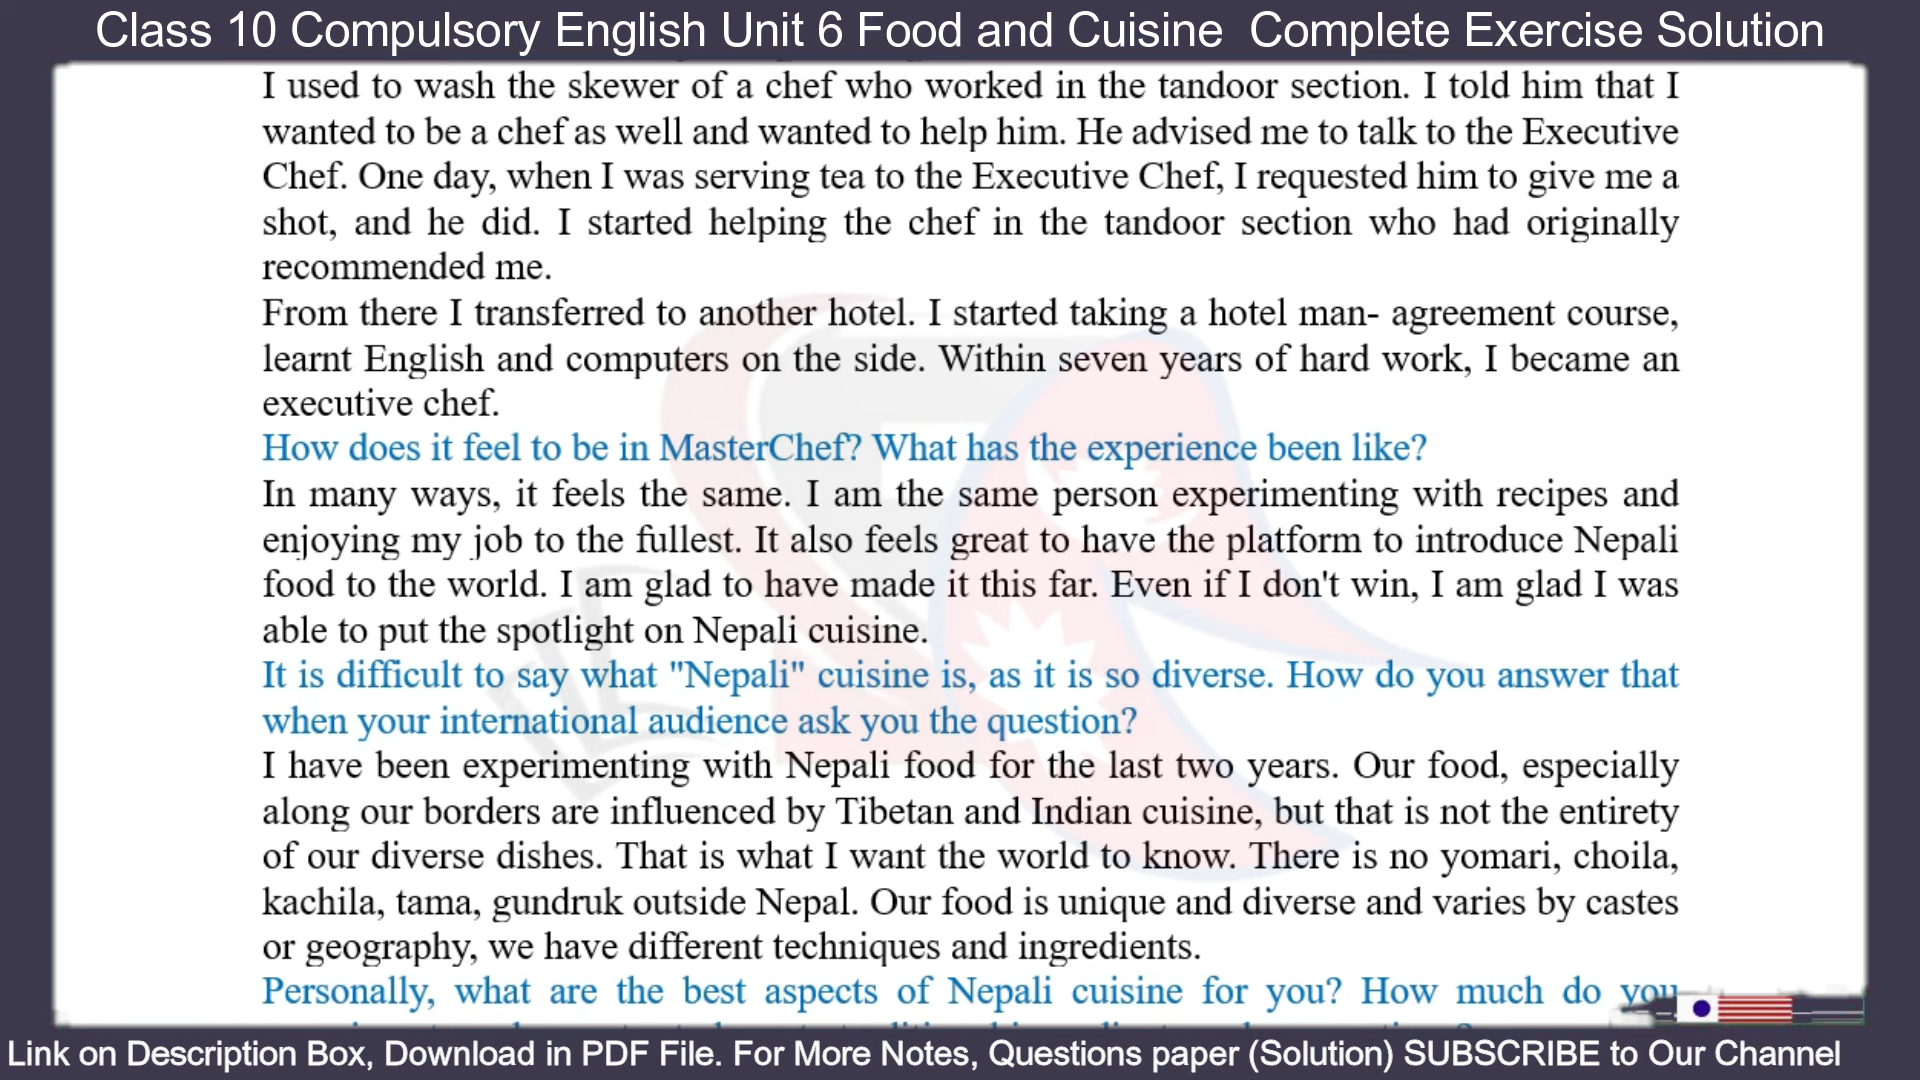 Class 10 Compulsory English Unit 6 Food and Cuisine Complete Exercise Solution
I used to wash the skewer of a chef who worked in the tandoor section. I told him that I
wanted to be a chef as well and wanted to help him. He advised me to talk to the Executive
Chef. One day, when I was serving tea to the Executive Chef, I requested him to give me a
shot, and he did. I started helping the chef in the tandoor section who had originally
recommended me.
From there I transferred to another hotel. I started taking a hotel man- agreement course,
learnt English and computers on the side. Within seven years of hard work, I became an
executive chef.
How does it feel to be in MasterChef? What has the experience been like?
In many ways, it feels the same. I am the same person experimenting with recipes and
enjoying my job to the fullest. It also feels great to have the platform to introduce Nepali
food to the world. I am glad to have made it this far. Even if I don't win, I am glad I was
able to put the spotlight on Nepali cuisine.
It is difficult to say what "Nepali" cuisine is, as it is so diverse. How do you answer that
when your international audience ask you the question?
I have been experimenting with Nepali food for the last two years. Our food, especially
along our borders are influenced by Tibetan and Indian cuisine, but that is not the entirety
of our diverse dishes. That is what I want the world to know. There is no yomari, choila,
kachila, tama, gundruk outside Nepal. Our food is unique and diverse and varies by castes
or geography, we have different techniques and ingredients.
Personally, what are the best aspects of Nepali cuisine for you? How much do you
Link on Description Box, Download in PDF File. For More Notes, Questions paper (Solution) SUBSCRIBE to Our Channel